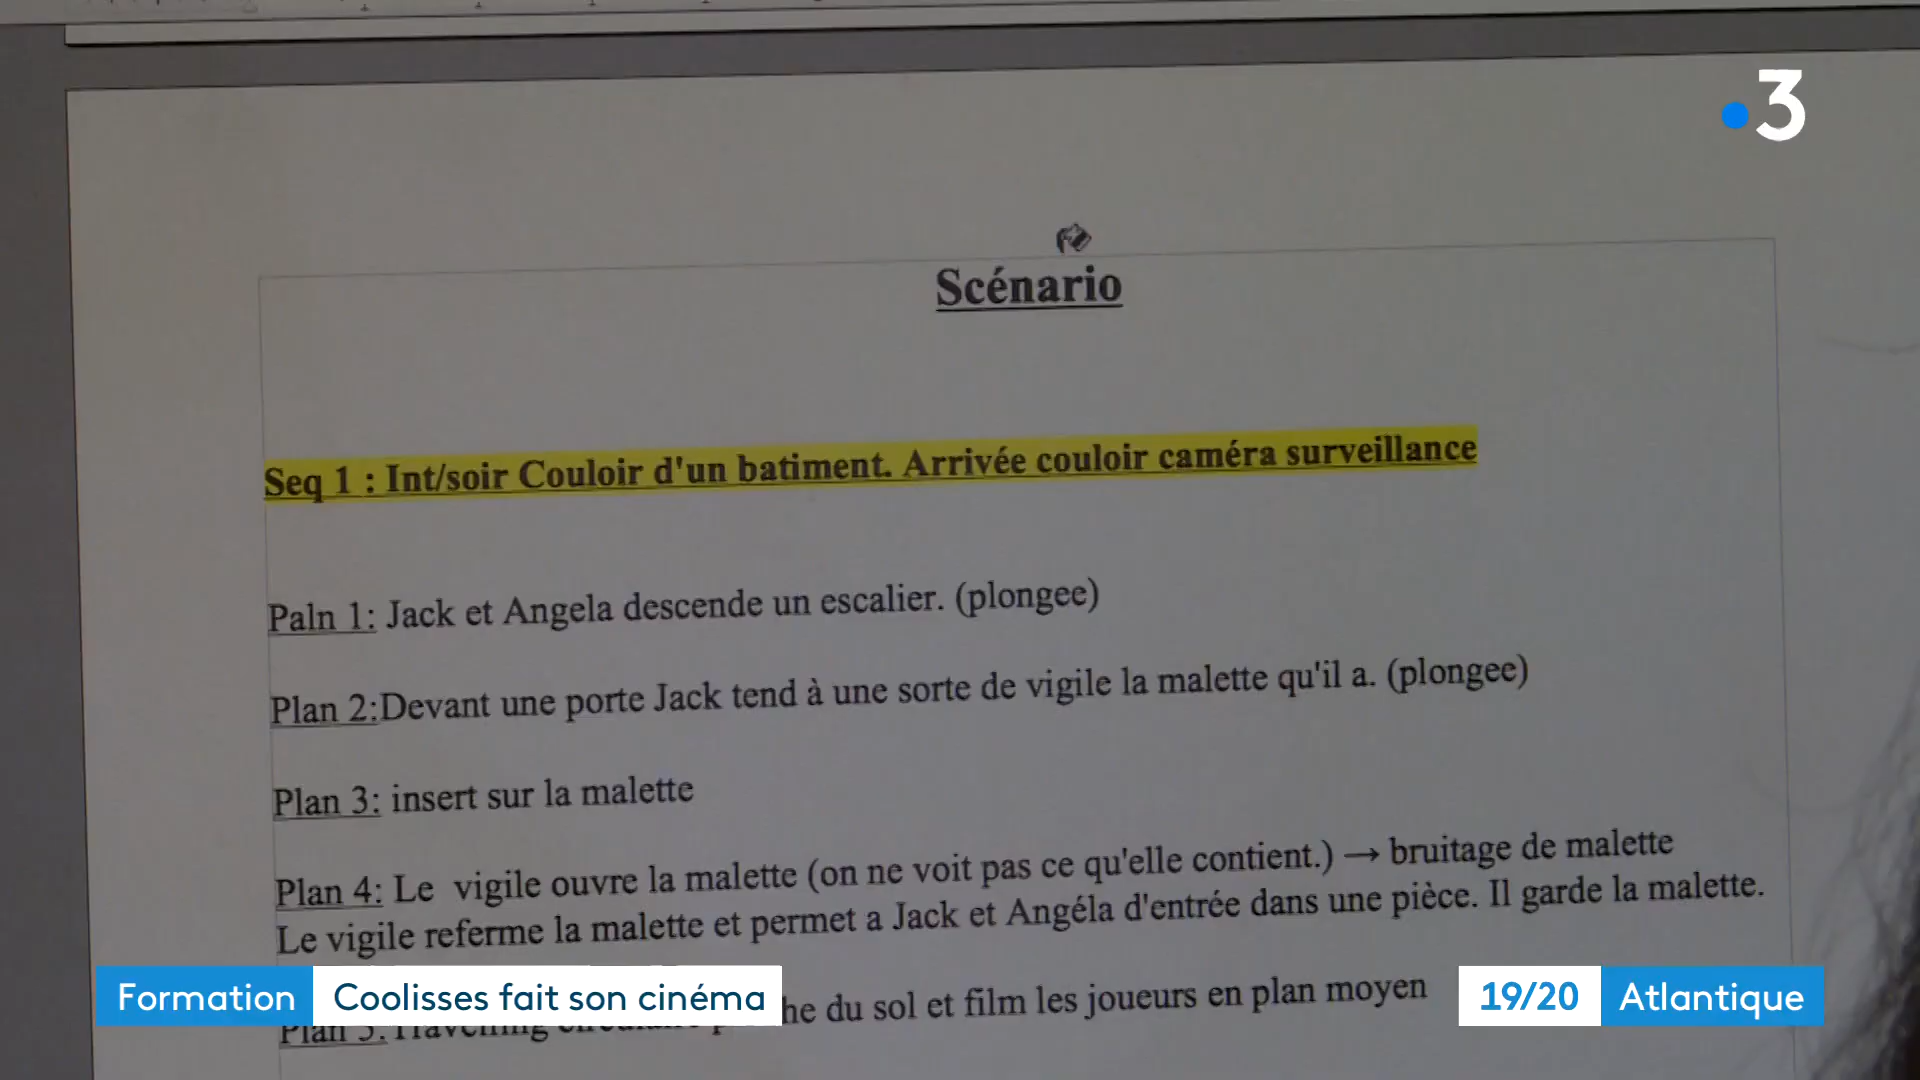 3
Scénario
Seq 1 : Int/soir Couloir d'un batiment. Arrivée couloir caméra surveillance
Paln 1: Jack et Angela descende un escalier. (plongee)
Plan 2:Devant une porte Jack tend à une sorte de vigile la malette qu'il a. (plongee)
Plan 3: insert sur la malette
Plan 4: Le vigile ouvre la malette (on ne voit pas ce qu'elle contient.) → bruitage de malette
Le vigile referme la malette et permet a Jack et Angéla d'entrée dans une pièce. Il garde la malette.
Plan 5: Travelling du sol et film les joueurs en plan moyen
Formation Coolisses fait son cinéma
19/20 Atlantique